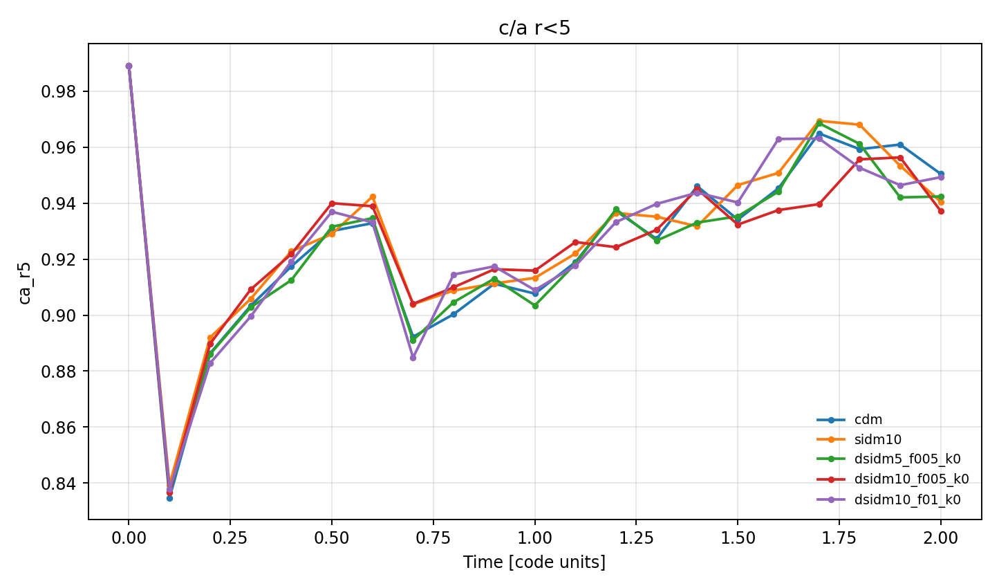 c/a r<5
0.98
0.96
0.94
0.92
0.90
0.88
0.86
0.84
ca_r5
cdm
sidm10
dsidm5_f005_k0
dsidm10_f005_k0
dsidm10_f01_k0
0.00 0.25 0.50 0.75 1.00 1.25 1.50 1.75 2.00
Time [code units]